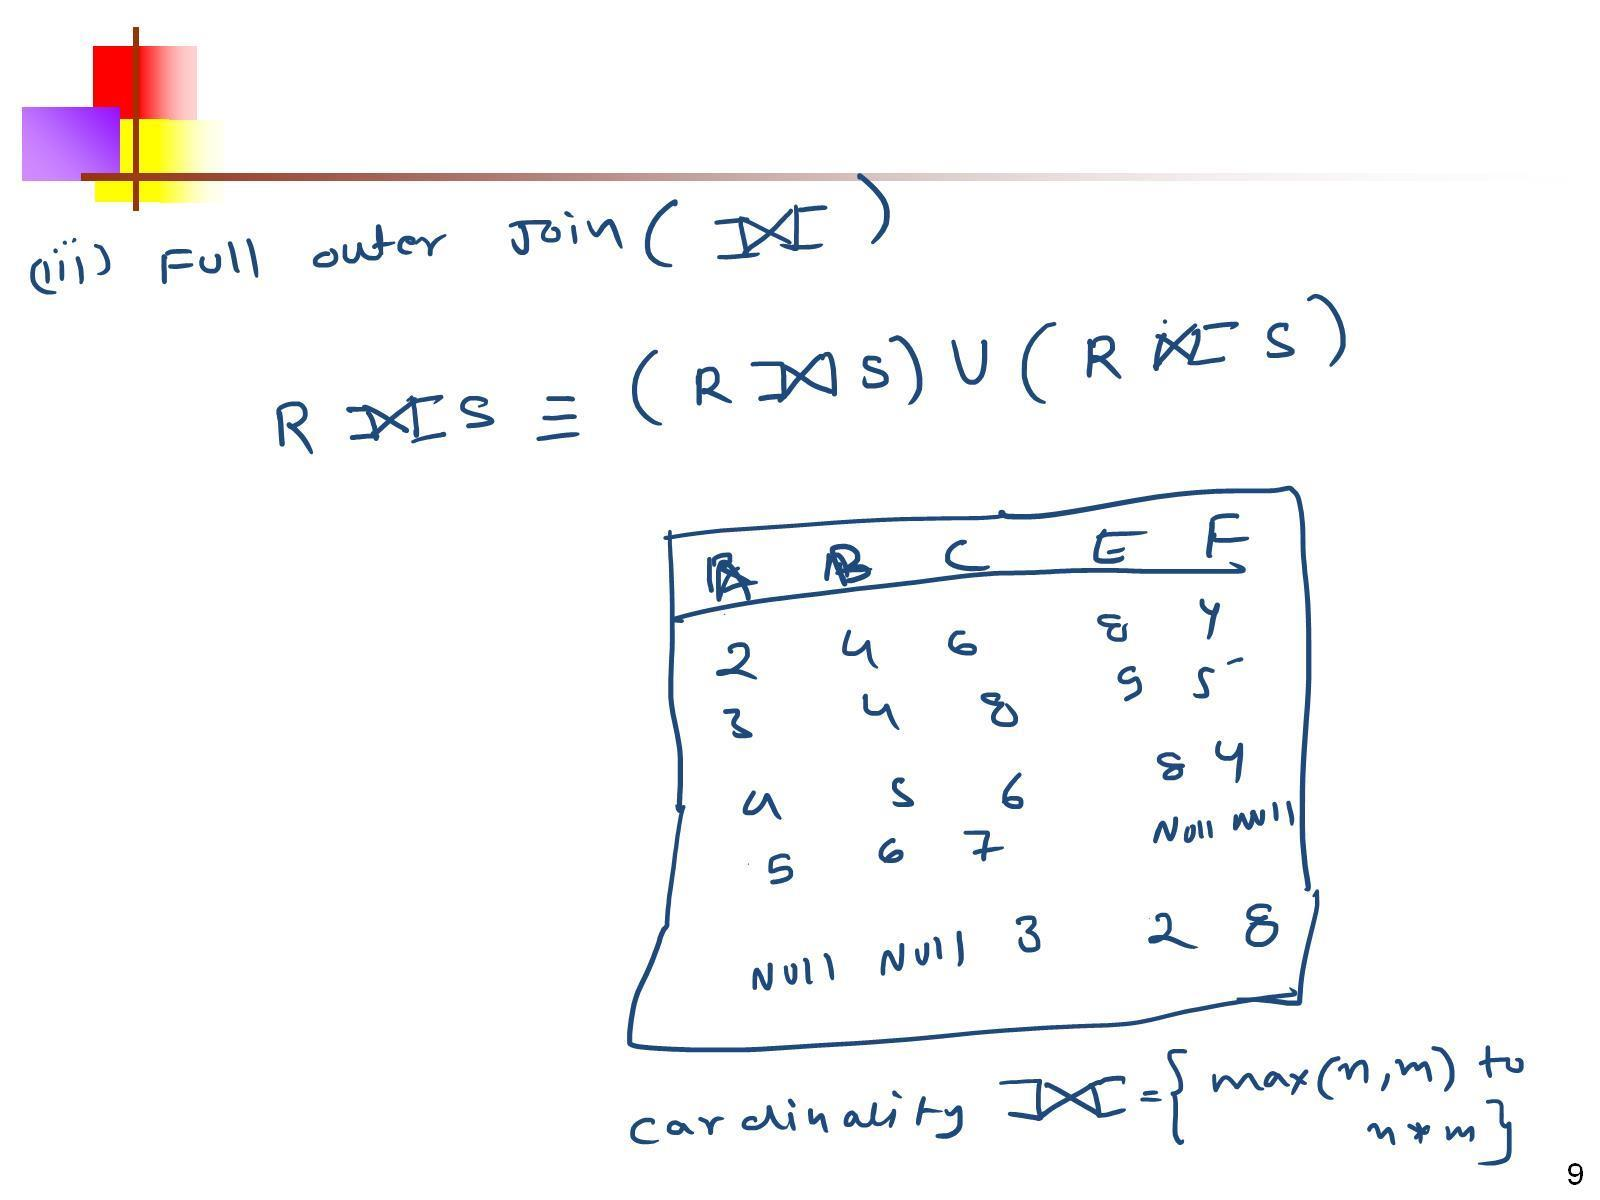 (iii) Full outer Join ( ⟗ )
R ⟗ S ≡ ( R ⟕ S ) ∪ ( R ⟖ S )
A B C E F
2 4 6 8 4
3 4 8 5 5
4 5 6 8 4
5 6 7 Null Null
Null Null 3 2 8
cardinality ⟗ = { max(n,m) to
n * m }
9